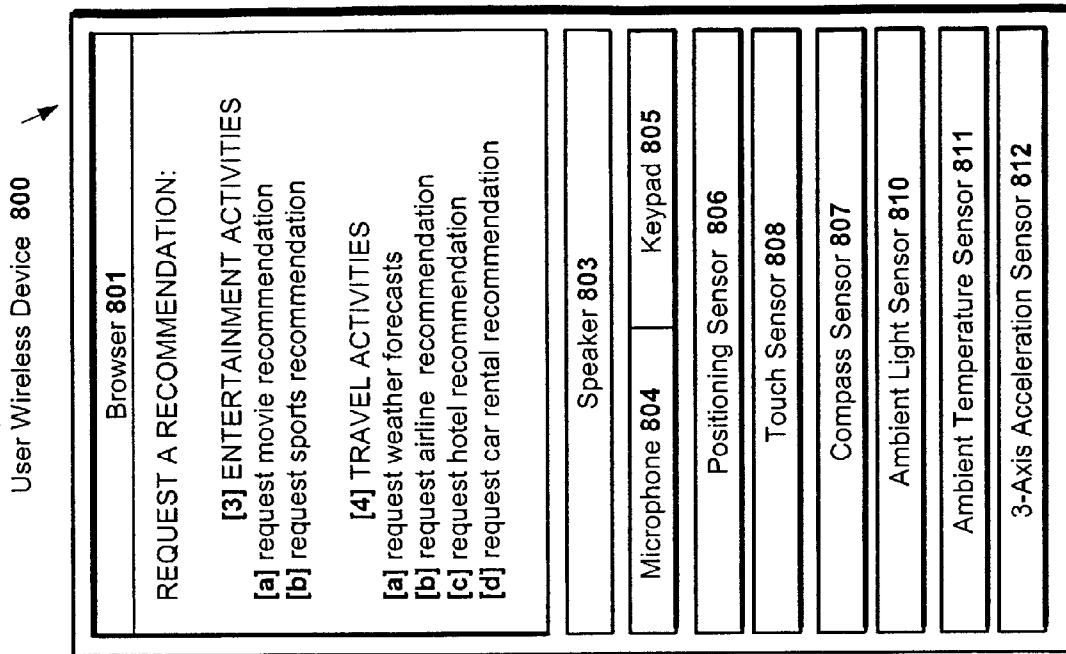 User Wireless Device 800
Browser 801
REQUEST A RECOMMENDATION:
[3] ENTERTAINMENT ACTIVITIES
[a] request movie recommendation
[b] request sports recommendation
[4] TRAVEL ACTIVITIES
[a] request weather forecasts
[b] request airline recommendation
[c] request hotel recommendation
[d] request car rental recommendation
Speaker 803
Microphone 804 Keypad 805
Positioning Sensor 806
Touch Sensor 808
Compass Sensor 807
Ambient Light Sensor 810
Ambient Temperature Sensor 811
3-Axis Acceleration Sensor 812